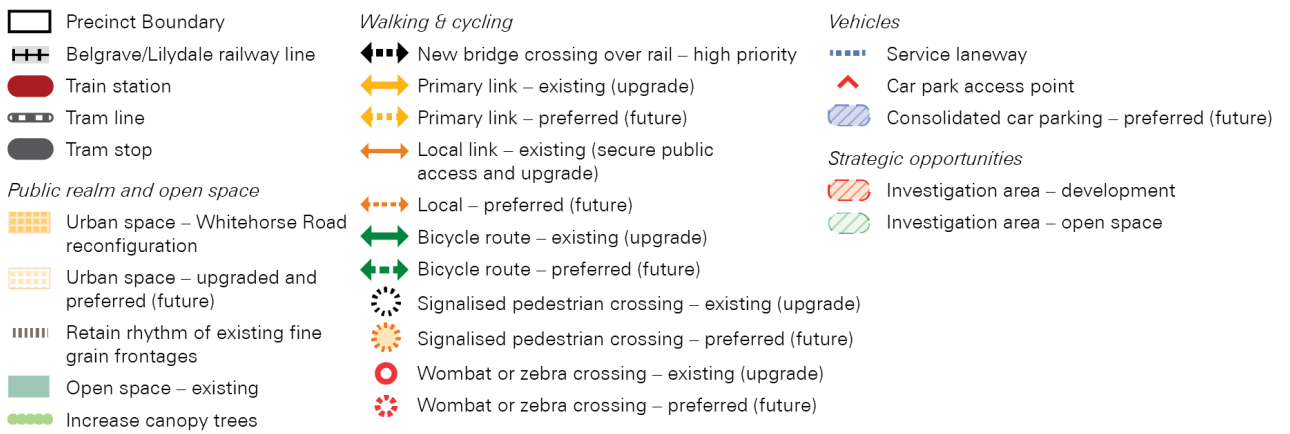 Precinct Boundary
Belgrave/Lilydale railway line
Train station
Tram line
Tram stop
Public realm and open space
Urban space – Whitehorse Road
reconfiguration
Urban space – upgraded and
preferred (future)
Retain rhythm of existing fine
grain frontages
Open space – existing
Increase canopy trees
Walking & cycling
New bridge crossing over rail – high priority
Primary link – existing (upgrade)
Primary link – preferred (future)
Local link – existing (secure public
access and upgrade)
Local – preferred (future)
Bicycle route – existing (upgrade)
Bicycle route – preferred (future)
Signalised pedestrian crossing – existing (upgrade)
Signalised pedestrian crossing – preferred (future)
Wombat or zebra crossing – existing (upgrade)
Wombat or zebra crossing – preferred (future)
Vehicles
Service laneway
Car park access point
Consolidated car parking – preferred (future)
Strategic opportunities
Investigation area – development
Investigation area – open space